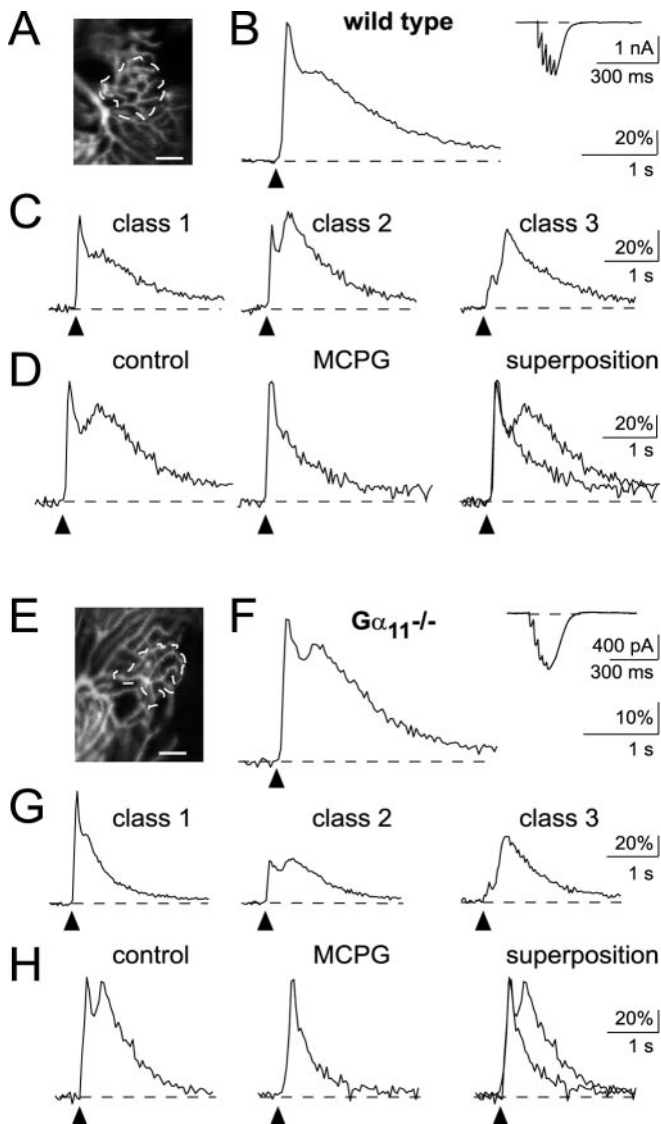 A
B
wild type
1 nA
300 ms
20%
1 s
C
class 1
class 2
class 3
20%
1 s
D
control
MCPG
superposition
20%
1 s
E
F
Gα11-/-
400 pA
300 ms
10%
1 s
G
class 1
class 2
class 3
20%
1 s
H
control
MCPG
superposition
20%
1 s